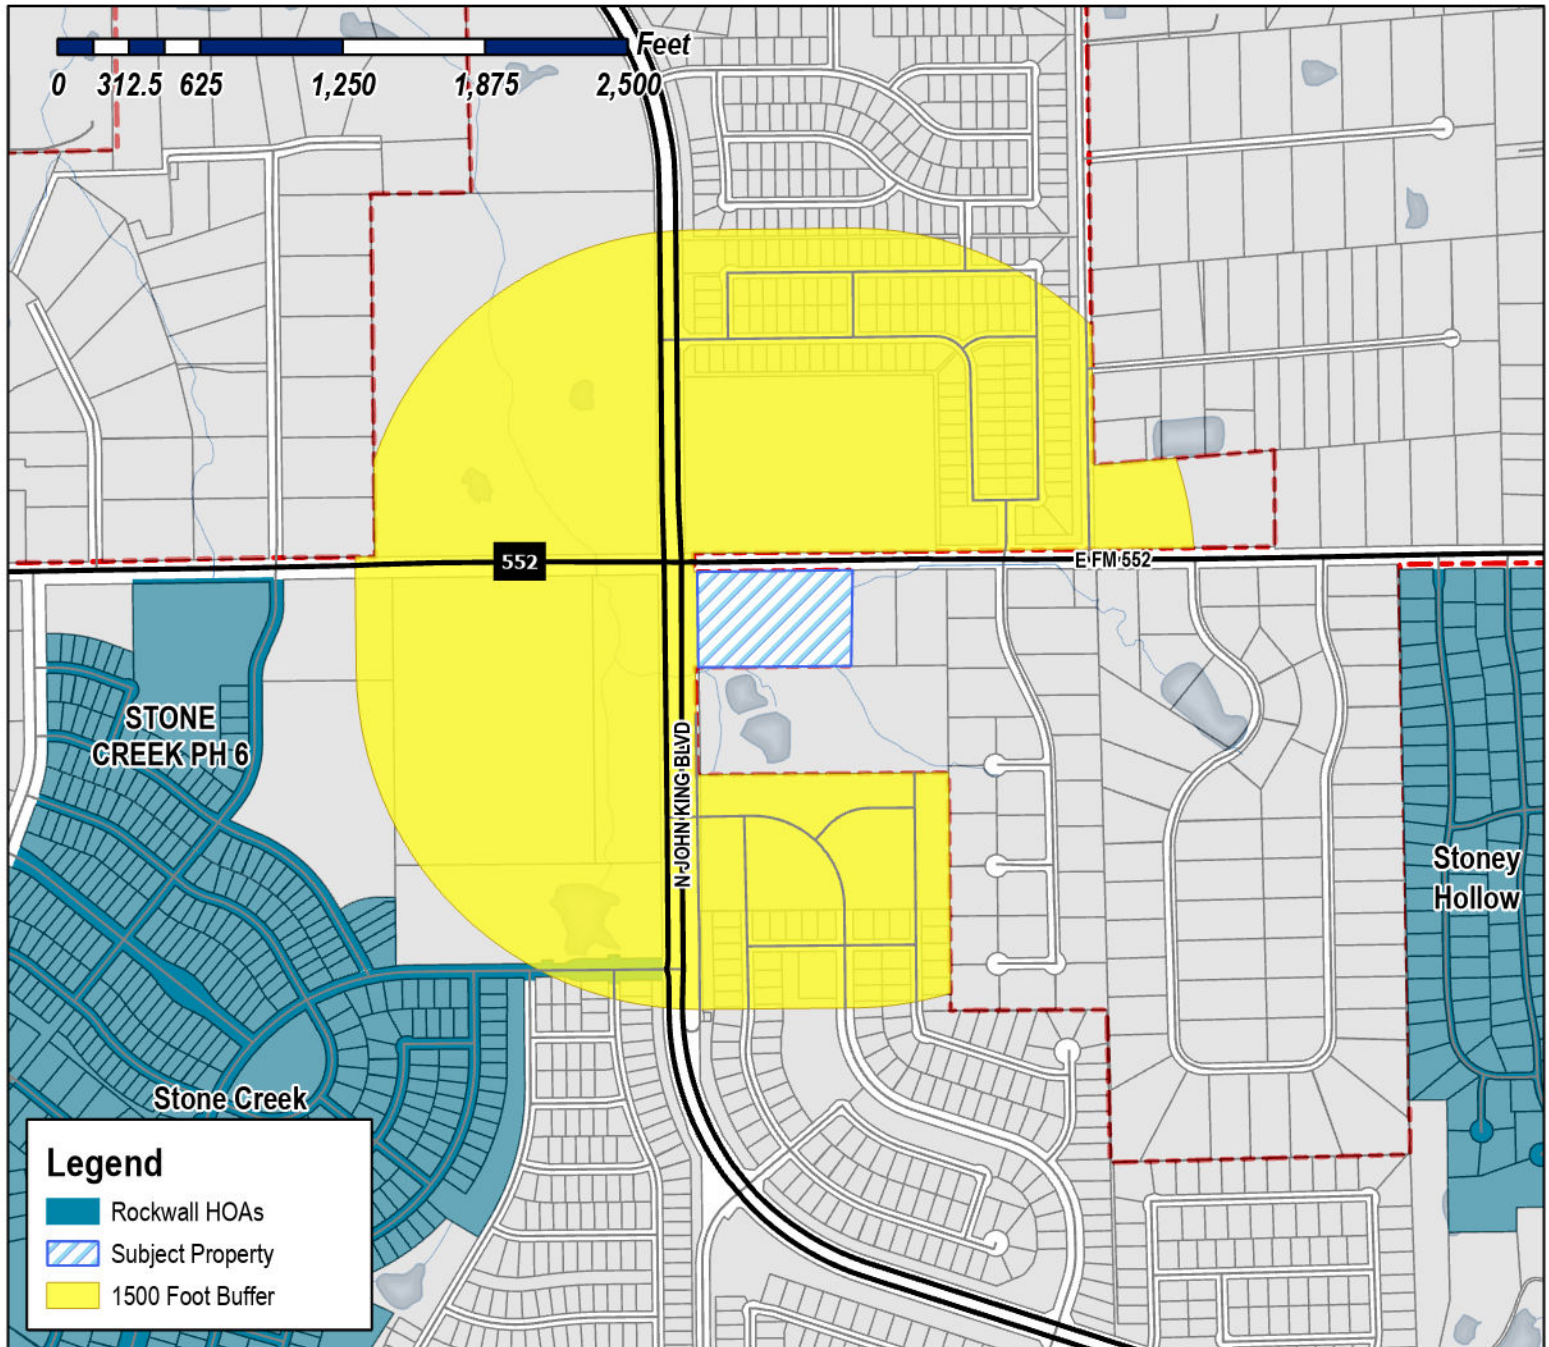 Feet
0 312.5 625 1,250 1,875 2,500
552
E FM 552
STONE
CREEK PH 6
N JOHN KING BLVD
Stoney
Hollow
Stone Creek
Legend
Rockwall HOAs
Subject Property
1500 Foot Buffer